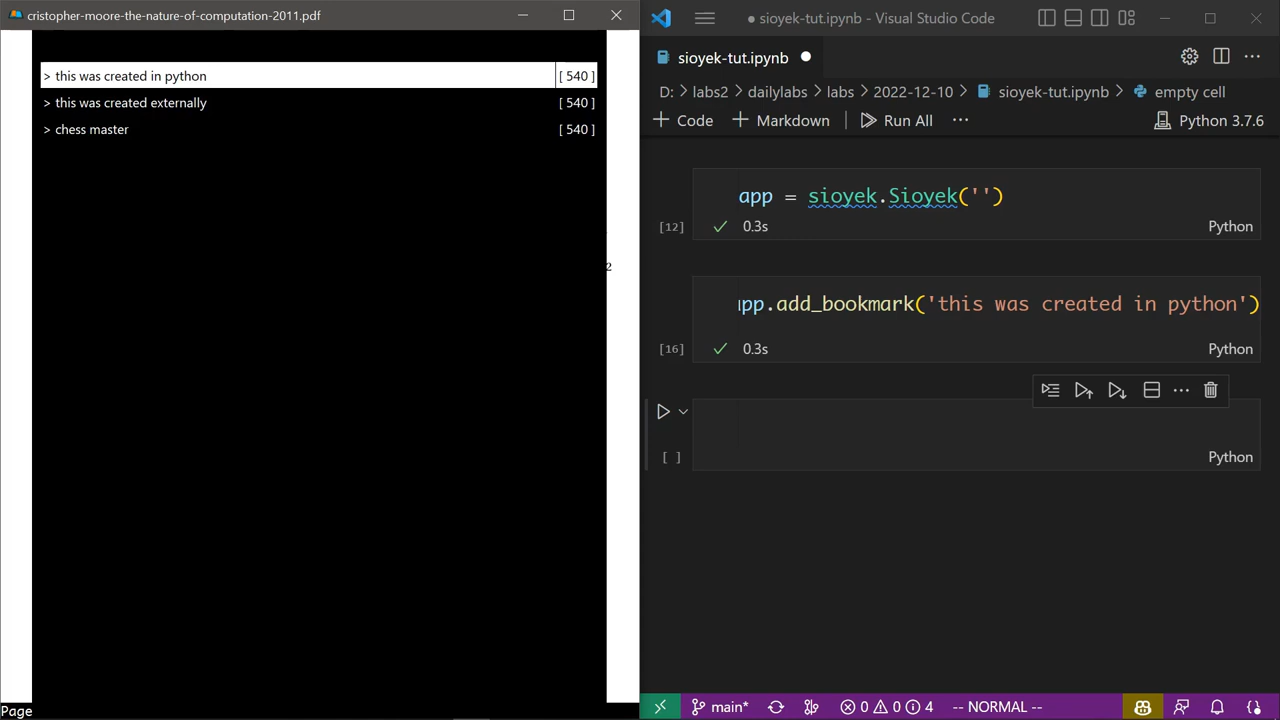 cristopher-moore-the-nature-of-computation-2011.pdf
> this was created in python [ 540 ]
> this was created externally [ 540 ]
> chess master [ 540 ]
2
Page
sioyek-tut.ipynb - Visual Studio Code
sioyek-tut.ipynb
D: > labs2 > dailylabs > labs > 2022-12-10 > sioyek-tut.ipynb > empty cell
+ Code + Markdown Run All ... Python 3.7.6
app = sioyek.Sioyek('')
[12] 0.3s Python
app.add_bookmark('this was created in python')
[16] 0.3s Python
[ ] Python
main* 0 0 4 -- NORMAL --